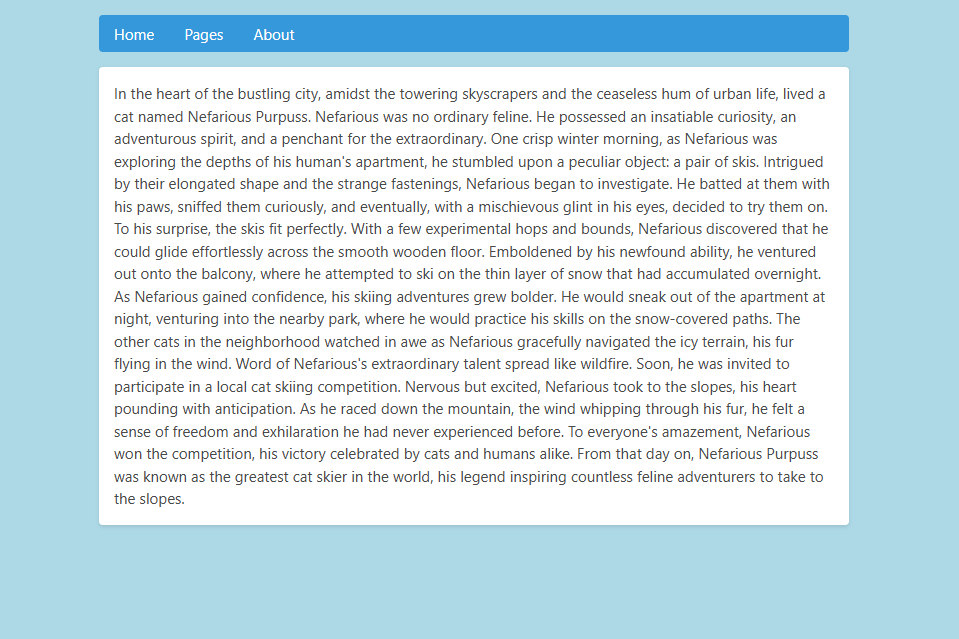 Home Pages About
In the heart of the bustling city, amidst the towering skyscrapers and the ceaseless hum of urban life, lived a
cat named Nefarious Purpuss. Nefarious was no ordinary feline. He possessed an insatiable curiosity, an
adventurous spirit, and a penchant for the extraordinary. One crisp winter morning, as Nefarious was
exploring the depths of his human's apartment, he stumbled upon a peculiar object: a pair of skis. Intrigued
by their elongated shape and the strange fastenings, Nefarious began to investigate. He batted at them with
his paws, sniffed them curiously, and eventually, with a mischievous glint in his eyes, decided to try them on.
To his surprise, the skis fit perfectly. With a few experimental hops and bounds, Nefarious discovered that he
could glide effortlessly across the smooth wooden floor. Emboldened by his newfound ability, he ventured
out onto the balcony, where he attempted to ski on the thin layer of snow that had accumulated overnight.
As Nefarious gained confidence, his skiing adventures grew bolder. He would sneak out of the apartment at
night, venturing into the nearby park, where he would practice his skills on the snow-covered paths. The
other cats in the neighborhood watched in awe as Nefarious gracefully navigated the icy terrain, his fur
flying in the wind. Word of Nefarious's extraordinary talent spread like wildfire. Soon, he was invited to
participate in a local cat skiing competition. Nervous but excited, Nefarious took to the slopes, his heart
pounding with anticipation. As he raced down the mountain, the wind whipping through his fur, he felt a
sense of freedom and exhilaration he had never experienced before. To everyone's amazement, Nefarious
won the competition, his victory celebrated by cats and humans alike. From that day on, Nefarious Purpuss
was known as the greatest cat skier in the world, his legend inspiring countless feline adventurers to take to
the slopes.